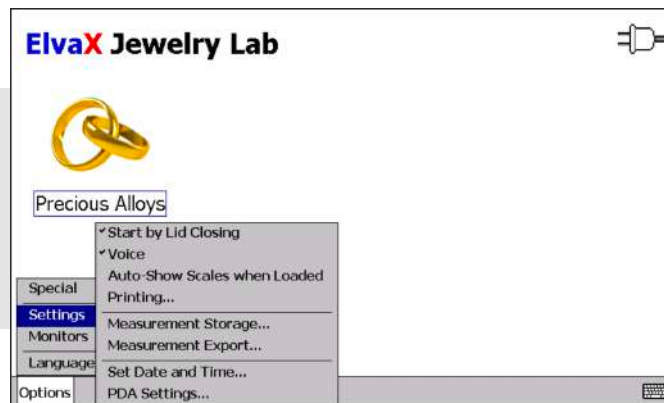 ElvaX Jewelry Lab
Precious Alloys
Start by Lid Closing
Voice
Auto-Show Scales when Loaded
Printing...
Measurement Storage...
Measurement Export...
Set Date and Time...
PDA Settings...
Special
Settings
Monitors
Language
Options